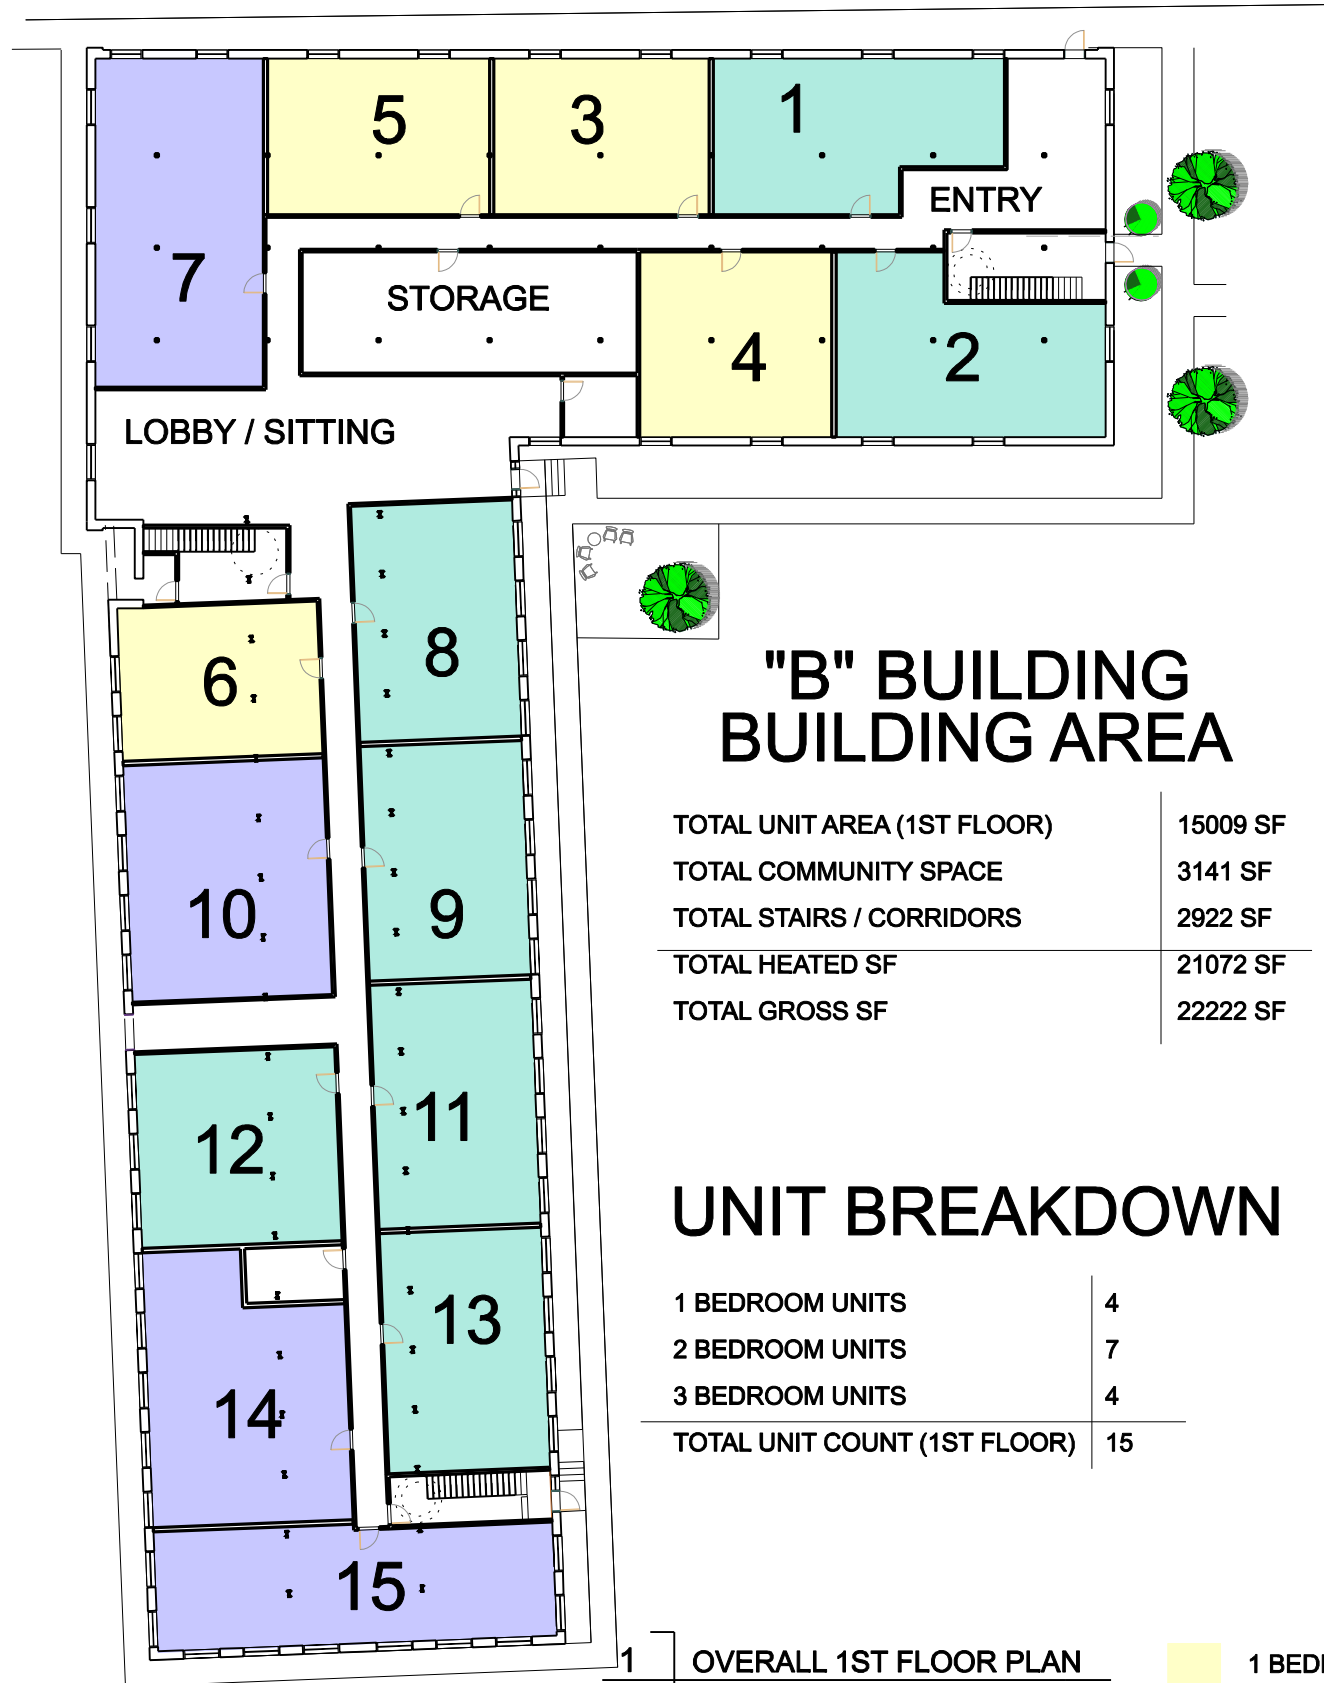 5
3
1
ENTRY
7
STORAGE
4
2
LOBBY / SITTING
8
6
"B" BUILDING
BUILDING AREA
TOTAL UNIT AREA (1ST FLOOR) 15009 SF
TOTAL COMMUNITY SPACE 3141 SF
TOTAL STAIRS / CORRIDORS 2922 SF
TOTAL HEATED SF 21072 SF
TOTAL GROSS SF 22222 SF
10
9
11
12
UNIT BREAKDOWN
1 BEDROOM UNITS 4
2 BEDROOM UNITS 7
3 BEDROOM UNITS 4
TOTAL UNIT COUNT (1ST FLOOR) 15
13
14
15
1 OVERALL 1ST FLOOR PLAN
1